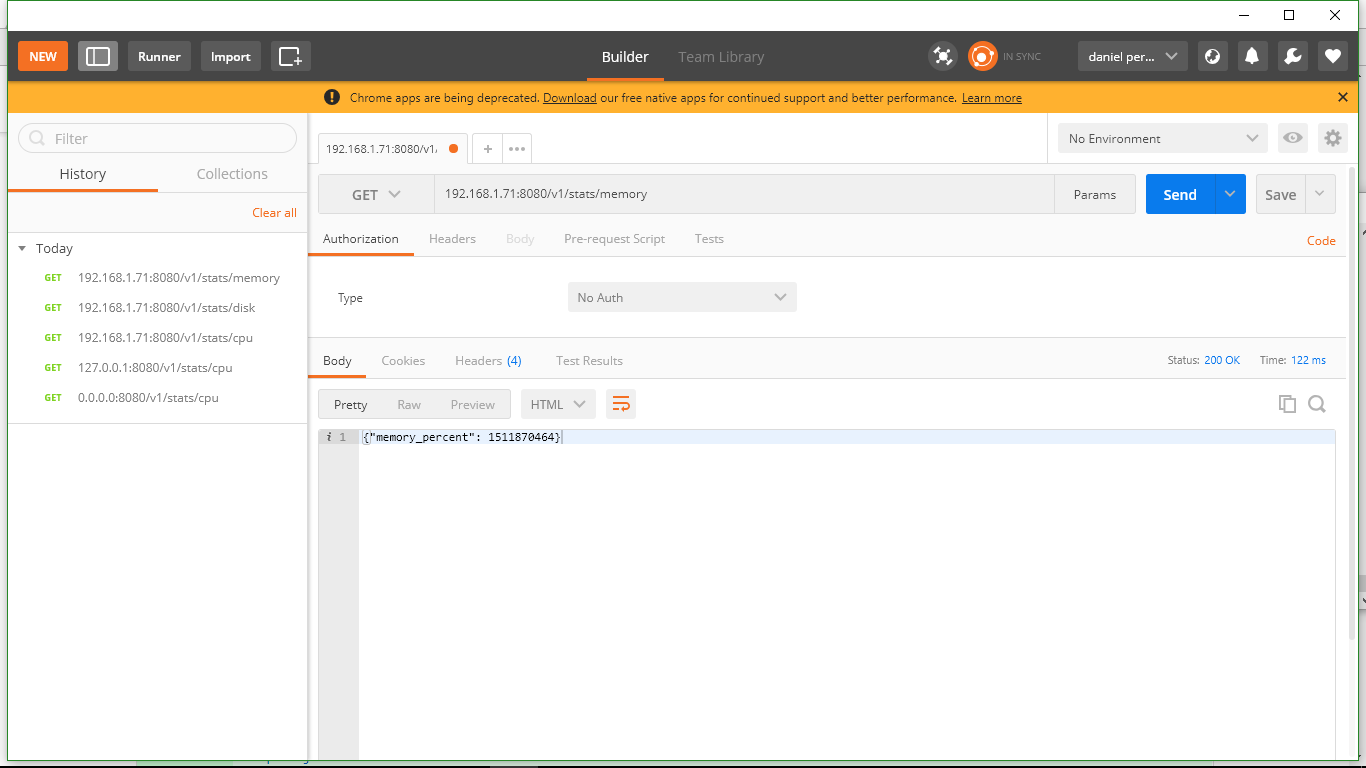 NEW Runner Import Builder Team Library IN SYNC daniel per...
Chrome apps are being deprecated. Download our free native apps for continued support and better performance. Learn more
Filter
History Collections
Clear all
Today
GET 192.168.1.71:8080/v1/stats/memory
GET 192.168.1.71:8080/v1/stats/disk
GET 192.168.1.71:8080/v1/stats/cpu
GET 127.0.0.1:8080/v1/stats/cpu
GET 0.0.0.0:8080/v1/stats/cpu
192.168.1.71:8080/v1/ + ••• No Environment
GET 192.168.1.71:8080/v1/stats/memory Params Send Save
Authorization Headers Body Pre-request Script Tests Code
Type No Auth
Body Cookies Headers (4) Test Results Status: 200 OK Time: 122 ms
Pretty Raw Preview HTML
i 1 {"memory_percent": 1511870464}